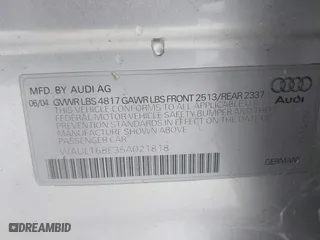 MFD. BY AUDI AG
06/04 GVWR LBS 4817 GAWR LBS FRONT 2513/REAR 2337
THIS VEHICLE CONFORMS TO ALL APPLICABLE U.S.
FEDERAL MOTOR VEHICLE SAFETY, BUMPER AND THEFT
PREVENTION STANDARDS IN EFFECT ON THE DATE OF
MANUFACTURE SHOWN ABOVE.
PASSENGER CAR
Audi
GERMANY
DREAMBID
DREAMBID.COM